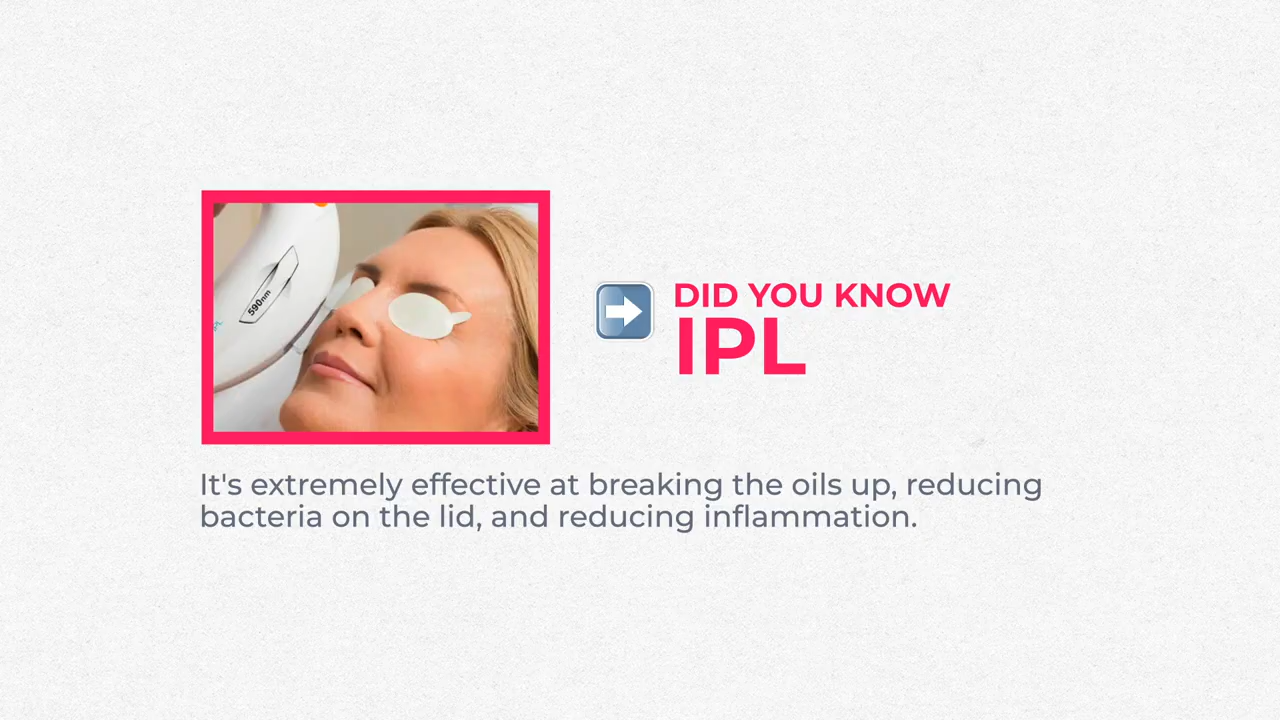 590nm
DID YOU KNOW
IPL
It's extremely effective at breaking the oils up, reducing
bacteria on the lid, and reducing inflammation.